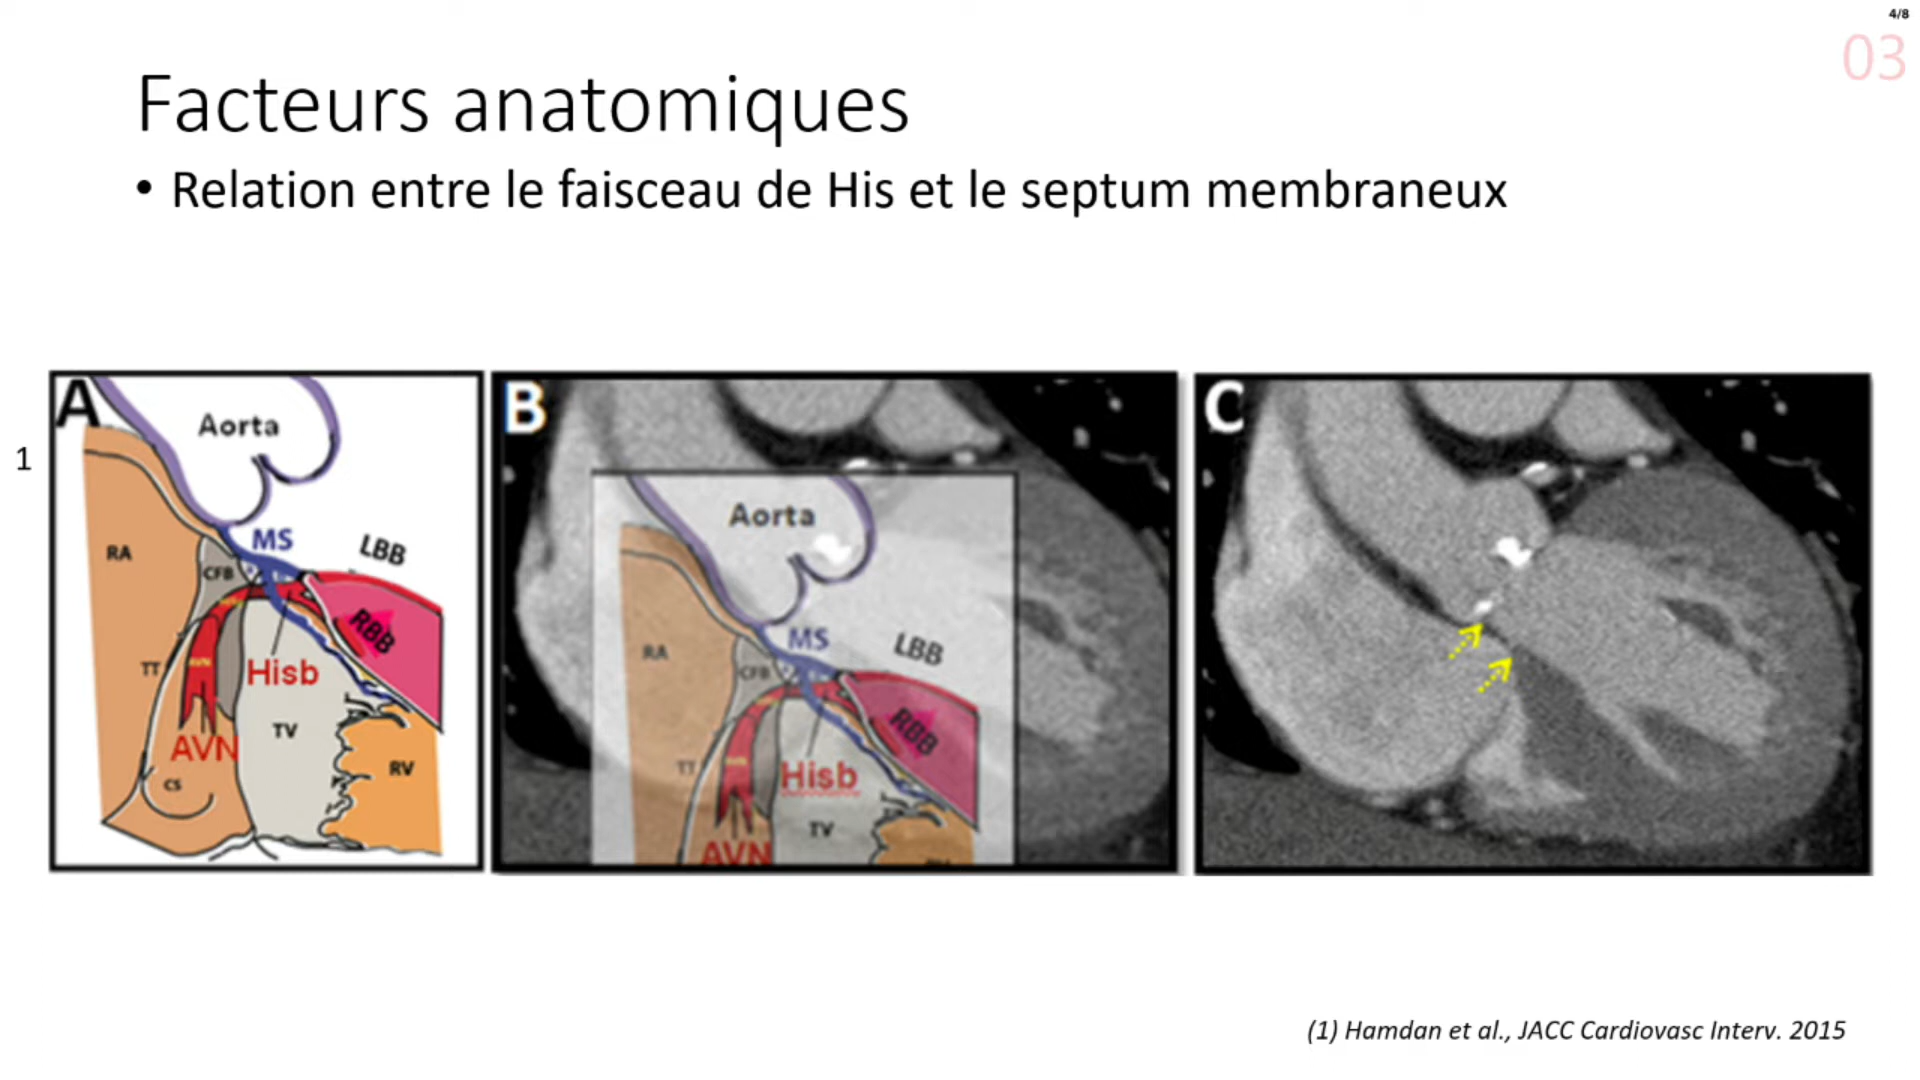 4/8
03
Facteurs anatomiques
• Relation entre le faisceau de His et le septum membraneux
1
A
Aorta
MS
LBB
RA
CFB
RBB
TT
Hisb
TV
AVN
RV
CS
B
Aorta
MS
LBB
RA
CFB
RBB
TT
Hisb
TV
AVN
C
(1) Hamdan et al., JACC Cardiovasc Interv. 2015